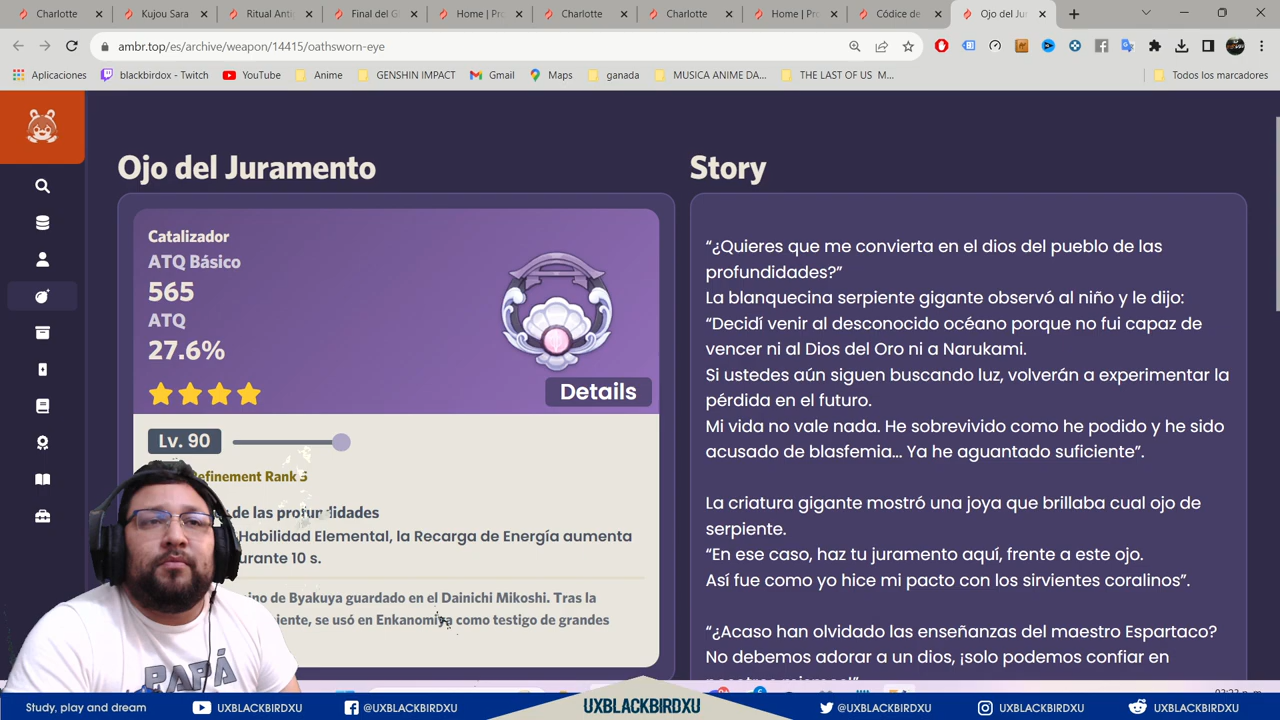 Charlotte
Kujou Sara
Ritual Anti
Final del G
Home | Pro
Charlotte
Charlotte
Home | Pro
Códice de
Ojo del Jur
ambr.top/es/archive/weapon/14415/oathsworn-eye
Aplicaciones
blackbirdox - Twitch
YouTube
Anime
GENSHIN IMPACT
Gmail
Maps
ganada
MUSICA ANIME DA...
THE LAST OF US M...
Todos los marcadores
Ojo del Juramento
Catalizador
ATQ Básico
565
ATQ
27.6%
Details
Lv. 90
Refinement Rank 5
de las profundidades
Habilidad Elemental, la Recarga de Energía aumenta
urante 10 s.
ino de Byakuya guardado en el Dainichi Mikoshi. Tras la
iente, se usó en Enkanomiya como testigo de grandes
Story
“¿Quieres que me convierta en el dios del pueblo de las
profundidades?”
La blanquecina serpiente gigante observó al niño y le dijo:
“Decidí venir al desconocido océano porque no fui capaz de
vencer ni al Dios del Oro ni a Narukami.
Si ustedes aún siguen buscando luz, volverán a experimentar la
pérdida en el futuro.
Mi vida no vale nada. He sobrevivido como he podido y he sido
acusado de blasfemia... Ya he aguantado suficiente”.
La criatura gigante mostró una joya que brillaba cual ojo de
serpiente.
“En ese caso, haz tu juramento aquí, frente a este ojo.
Así fue como yo hice mi pacto con los sirvientes coralinos”.
“¿Acaso han olvidado las enseñanzas del maestro Espartaco?
No debemos adorar a un dios, ¡solo podemos confiar en
PAPÁ
Study, play and dream
UXBLACKBIRDXU
@UXBLACKBIRDXU
UXBLACKBIRDXU
@UXBLACKBIRDXU
UXBLACKBIRDXU
UXBLACKBIRDXU